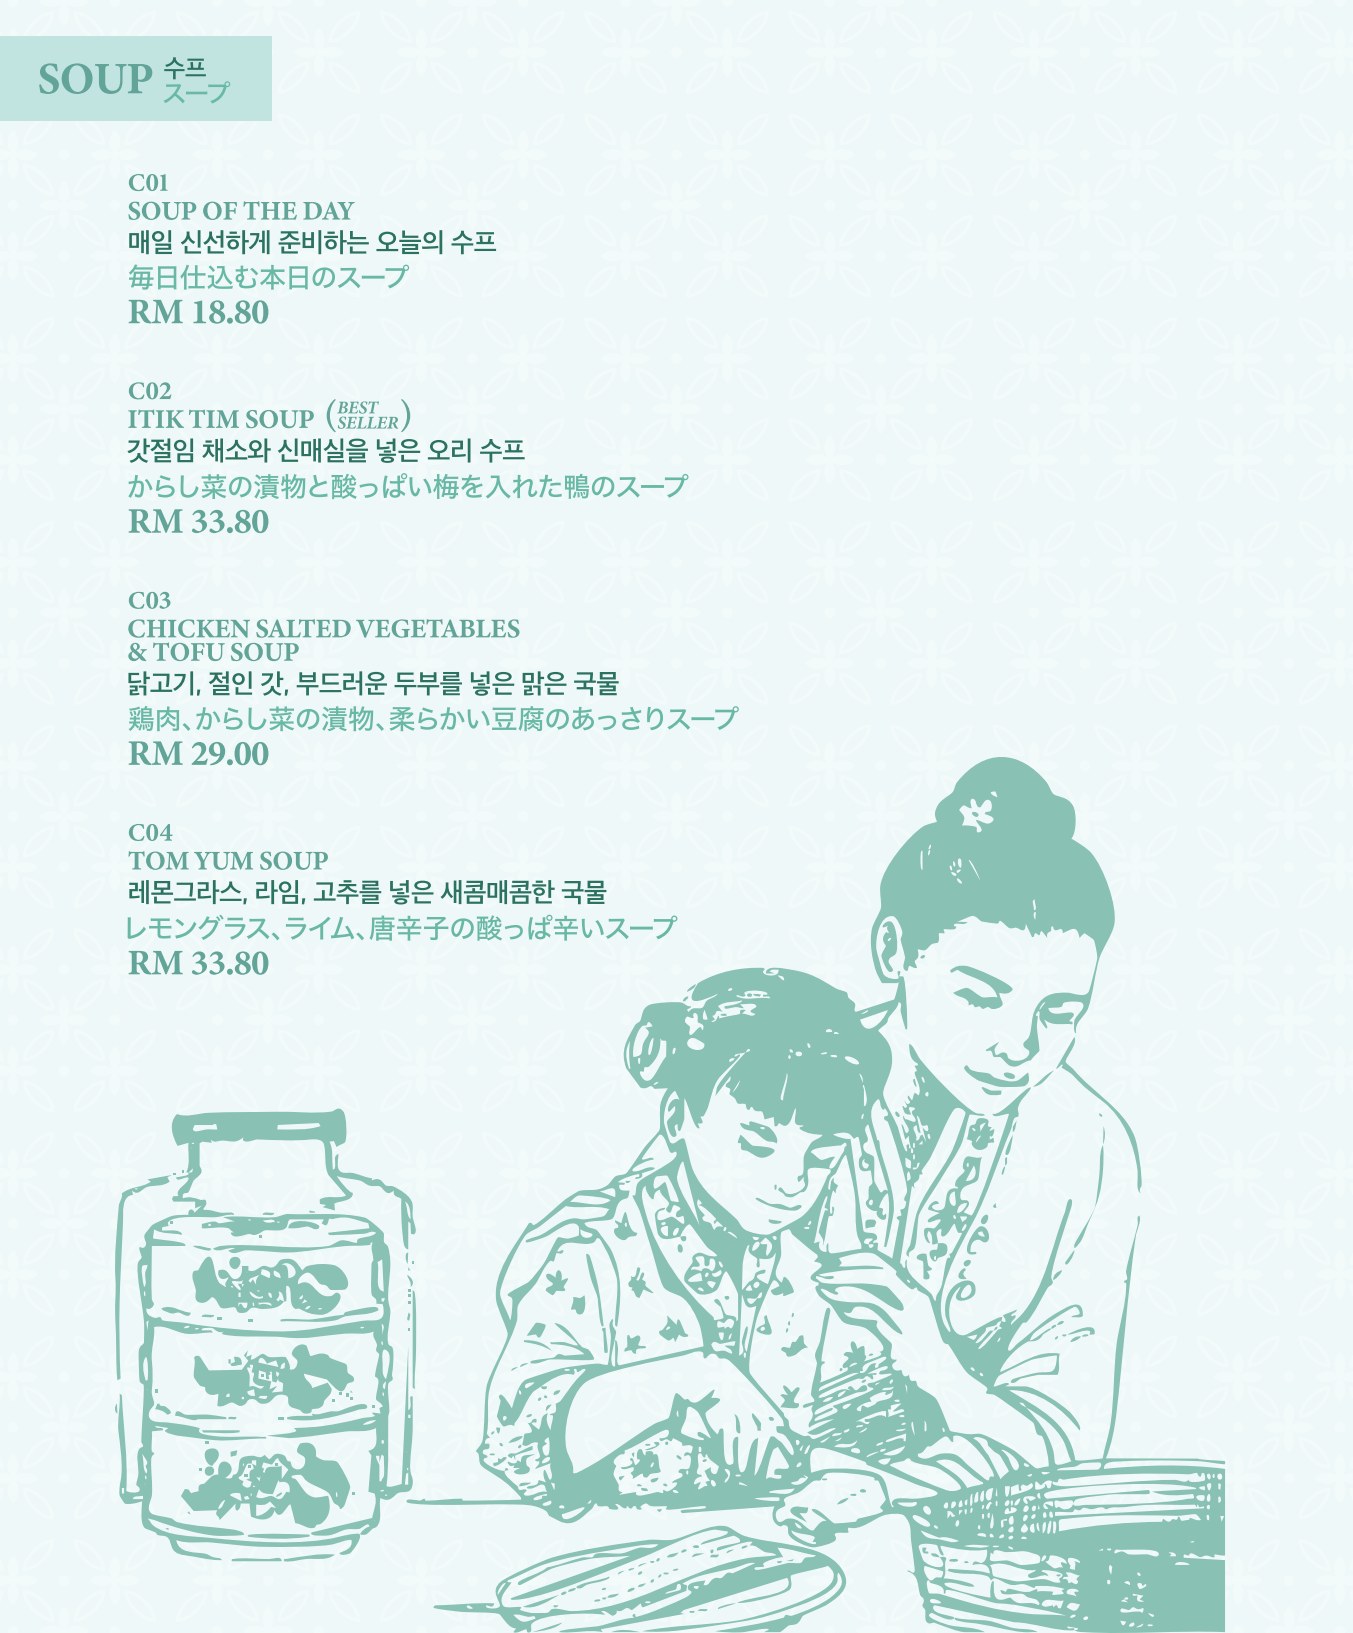 SOUP 수프
スープ
C01
SOUP OF THE DAY
매일 신선하게 준비하는 오늘의 수프
毎日仕込む本日のスープ
RM 18.80
C02
ITIK TIM SOUP (BEST SELLER)
갓절임 채소와 신매실을 넣은 오리 수프
からし菜の漬物と酸っぱい梅を入れた鴨のスープ
RM 33.80
C03
CHICKEN SALTED VEGETABLES
& TOFU SOUP
닭고기, 절인 갓, 부드러운 두부를 넣은 맑은 국물
鶏肉、からし菜の漬物、柔らかい豆腐のあっさりスープ
RM 29.00
C04
TOM YUM SOUP
레몬그라스, 라임, 고추를 넣은 새콤매콤한 국물
レモングラス、ライム、唐辛子の酸っぱ辛いスープ
RM 33.80